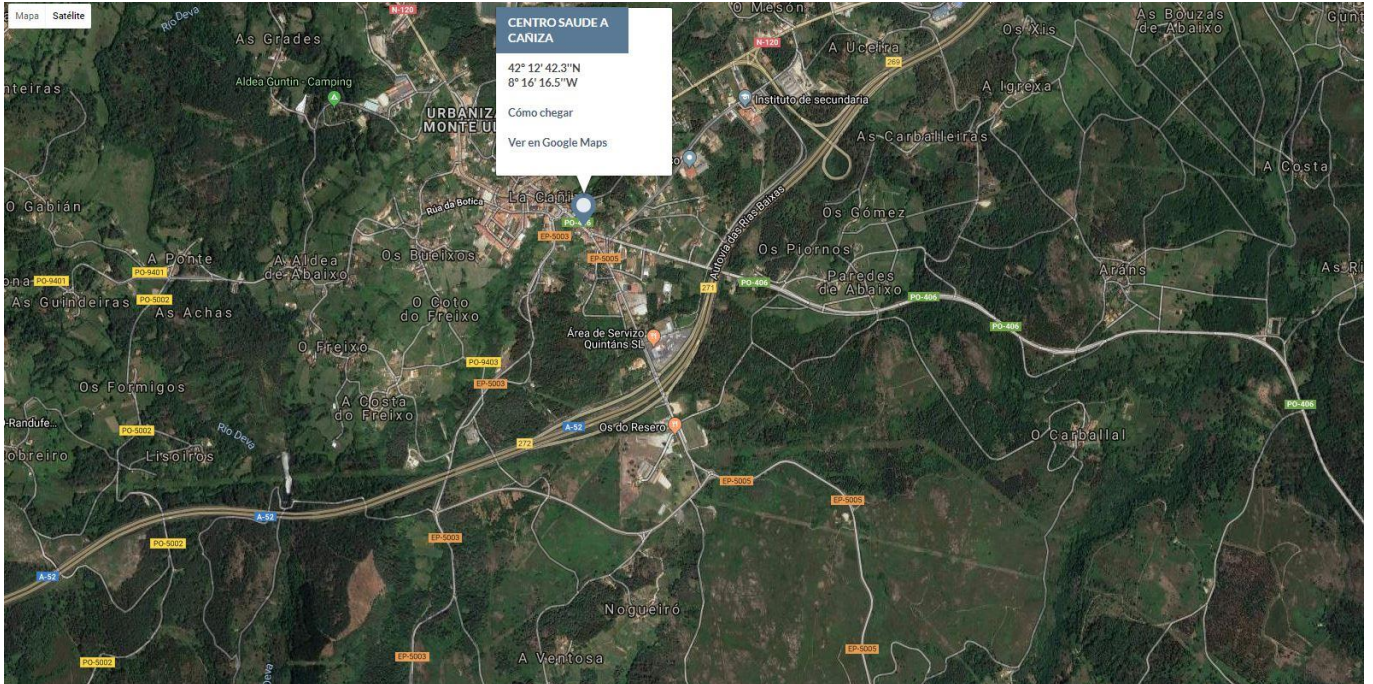 Mapa Satélite
Río Deva
N-120
CENTRO SAUDE A
CAÑIZA
42° 12' 42.3"N
8° 16' 16.5"W
Cómo chegar
Ver en Google Maps
O Mesón
N-120
A Uceira
269
Os Xis
As Bouzas
de Abaixo
As Grades
Aldea Guntin - Camping
Instituto de secundaria
A Igrexa
As Carballeiras
A Costa
O Gabián
Rúa da Botica
La Cañi
PO-406
EP-5003
EP-5005
Autovía das Rías Baixas
Os Gómez
Os Piornos
Os Bueixos
A Ponte
PO-9401
PO-9401
A Aldea
de Abaixo
271
PO-406
Paredes
de Abaixo
PO-406
Aráns
PO-5002
As Guindeiras
As Achas
O Coto
do Freixo
O Freixo
Área de Servizo
Quintáns SL
PO-406
PO-9403
EP-5003
Os Formigos
A Costa
do Freixo
PO-406
PO-5002
Río Deva
Lisoiros
272
A-52
Os do Resero
O Carballal
EP-5005
EP-5005
A-52
EP-5003
PO-5002
A-52
Nogueiró
A Ventosa
PO-5002
EP-5003
EP-5005
Deva